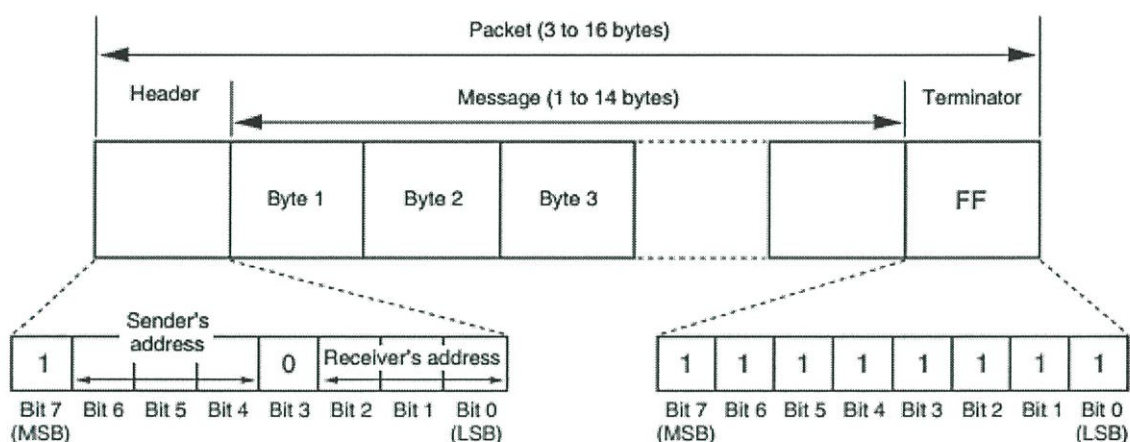 Packet (3 to 16 bytes)
Header Message (1 to 14 bytes) Terminator
Byte 1 Byte 2 Byte 3 FF
Sender's
address
1 0 Receiver's address 1 1 1 1 1 1 1 1
Bit 7 Bit 6 Bit 5 Bit 4 Bit 3 Bit 2 Bit 1 Bit 0 Bit 7 Bit 6 Bit 5 Bit 4 Bit 3 Bit 2 Bit 1 Bit 0
(MSB) (LSB) (MSB) (LSB)